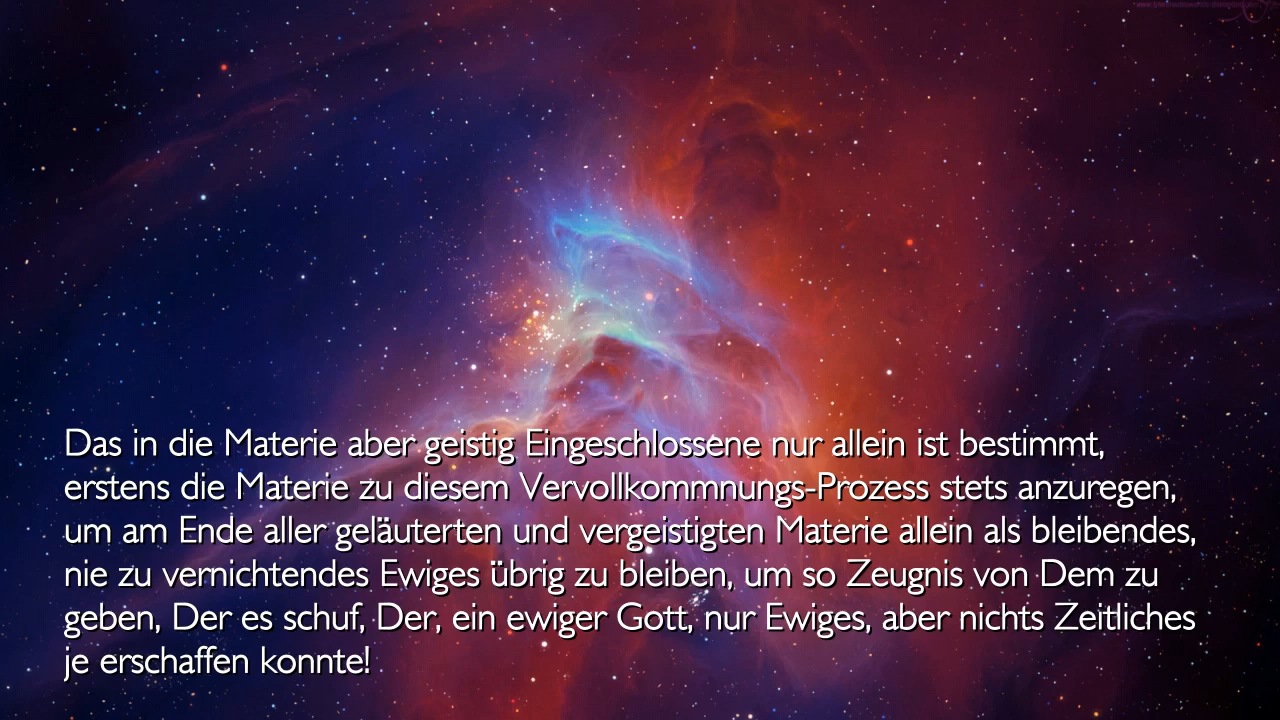 Das in die Materie aber geistig Eingeschlossene nur allein ist bestimmt,
erstens die Materie zu diesem Vervollkommnungs-Prozess stets anzuregen,
um am Ende aller geläuterten und vergeistigten Materie allein als bleibendes,
nie zu vernichtendes Ewiges übrig zu bleiben, um so Zeugnis von Dem zu
geben, Der es schuf, Der, ein ewiger Gott, nur Ewiges, aber nichts Zeitliches
je erschaffen konnte!